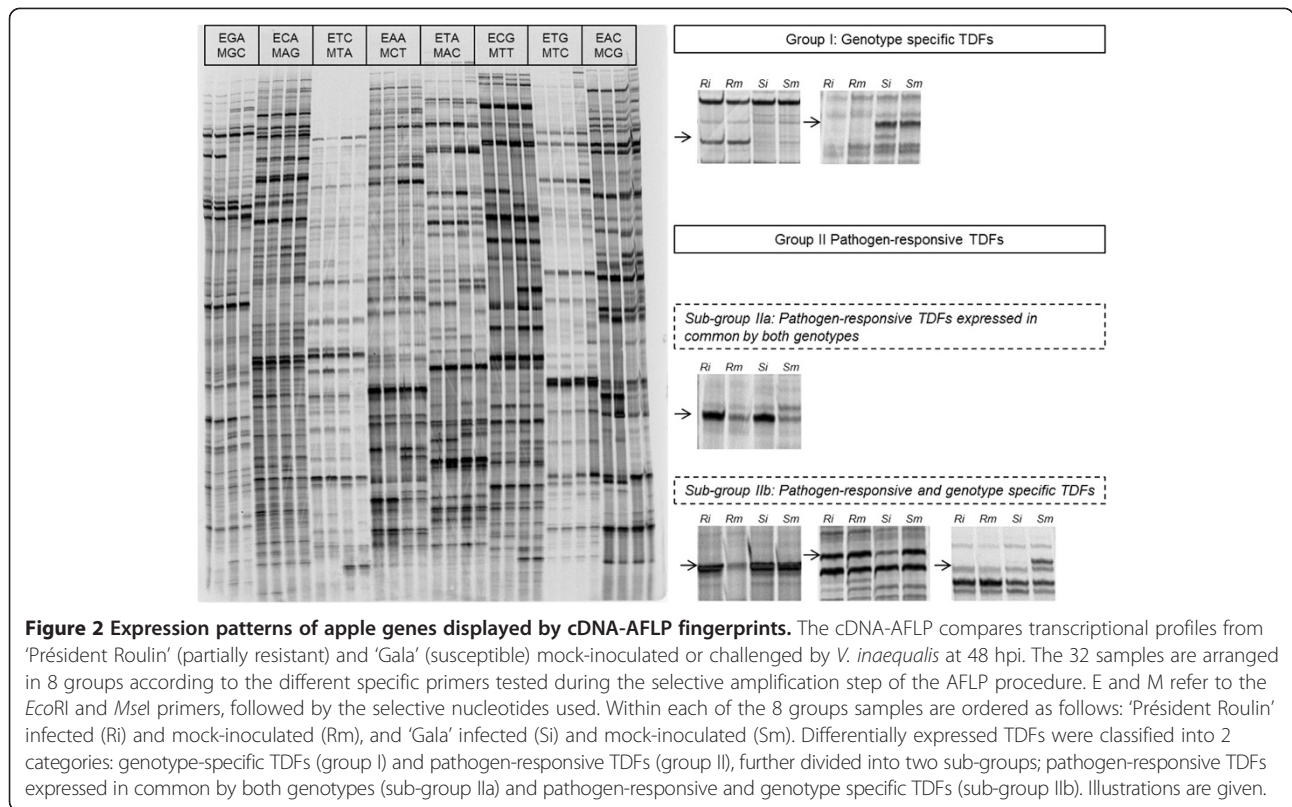 EGA ECA ETC EAA ETA ECG ETG EAC
MGC MAG MTA MCT MAC MTT MTC MCG
Group I: Genotype specific TDFs
Ri Rm Si Sm Ri Rm Si Sm
Group II Pathogen-responsive TDFs
Sub-group IIa: Pathogen-responsive TDFs expressed in
common by both genotypes
Ri Rm Si Sm
Sub-group IIb: Pathogen-responsive and genotype specific TDFs
Ri Rm Si Sm Ri Rm Si Sm Ri Rm Si Sm
Figure 2 Expression patterns of apple genes displayed by cDNA-AFLP fingerprints. The cDNA-AFLP compares transcriptional profiles from
‘Président Roulin’ (partially resistant) and ‘Gala’ (susceptible) mock-inoculated or challenged by V. inaequalis at 48 hpi. The 32 samples are arranged
in 8 groups according to the different specific primers tested during the selective amplification step of the AFLP procedure. E and M refer to the
EcoRI and MseI primers, followed by the selective nucleotides used. Within each of the 8 groups samples are ordered as follows: ‘Président Roulin’
infected (Ri) and mock-inoculated (Rm), and ‘Gala’ infected (Si) and mock-inoculated (Sm). Differentially expressed TDFs were classified into 2
categories: genotype-specific TDFs (group I) and pathogen-responsive TDFs (group II), further divided into two sub-groups; pathogen-responsive TDFs
expressed in common by both genotypes (sub-group IIa) and pathogen-responsive and genotype specific TDFs (sub-group IIb). Illustrations are given.